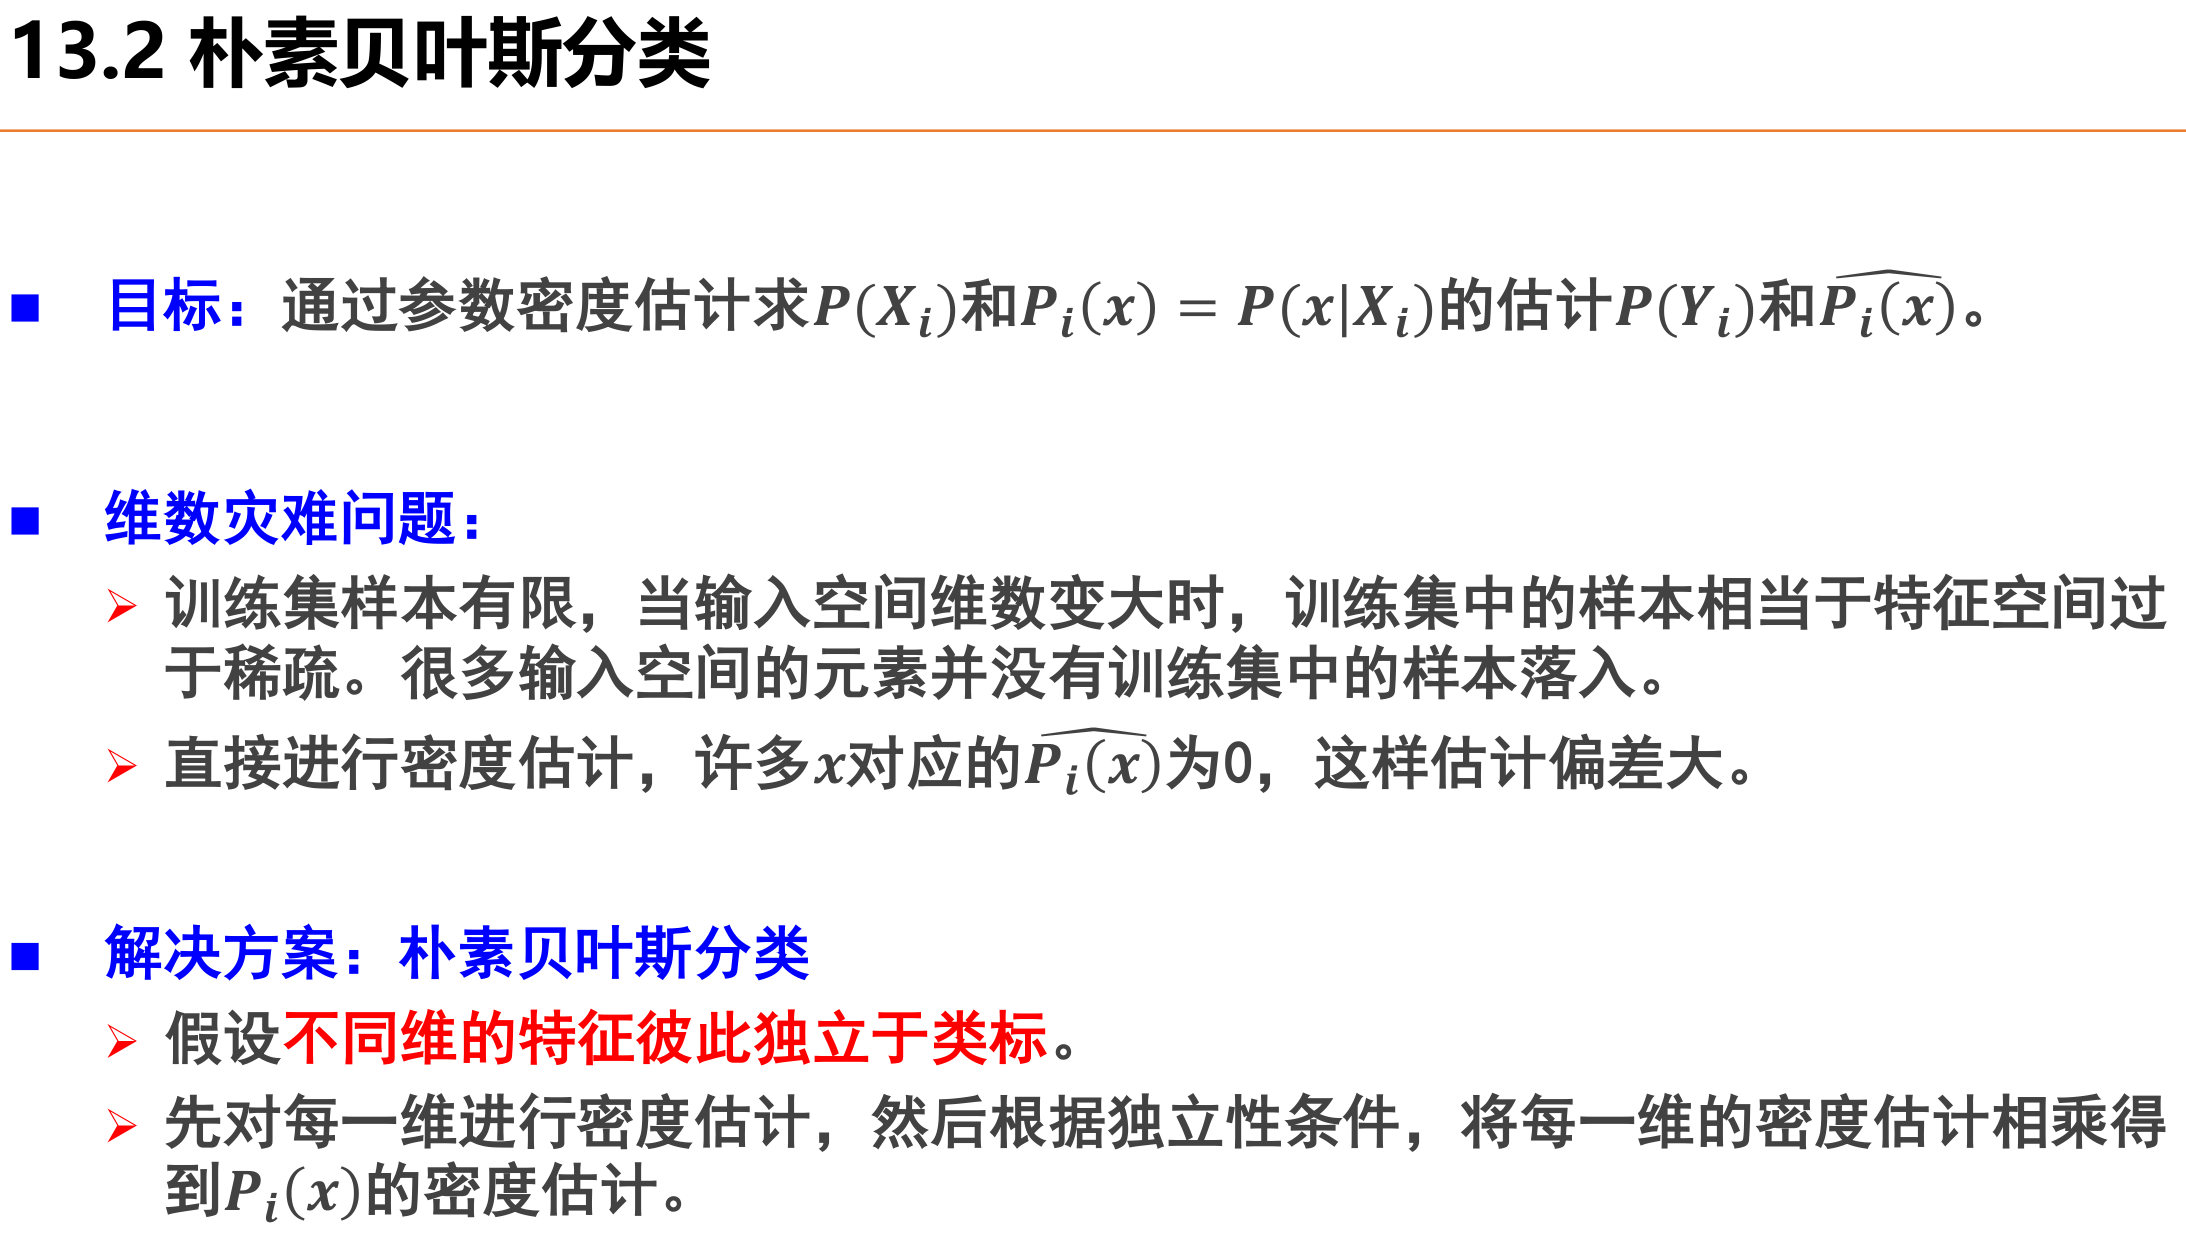 13.2 朴素贝叶斯分类
■ 目标：通过参数密度估计求P(X_i)和P_i(x) = P(x|X_i)的估计P(Y_i)和\widehat{P_i(x)}。
■ 维数灾难问题：
➢ 训练集样本有限，当输入空间维数变大时，训练集中的样本相当于特征空间过
于稀疏。很多输入空间的元素并没有训练集中的样本落入。
➢ 直接进行密度估计，许多x对应的\widehat{P_i(x)}为0，这样估计偏差大。
■ 解决方案：朴素贝叶斯分类
➢ 假设不同维的特征彼此独立于类标。
➢ 先对每一维进行密度估计，然后根据独立性条件，将每一维的密度估计相乘得
到P_i(x)的密度估计。